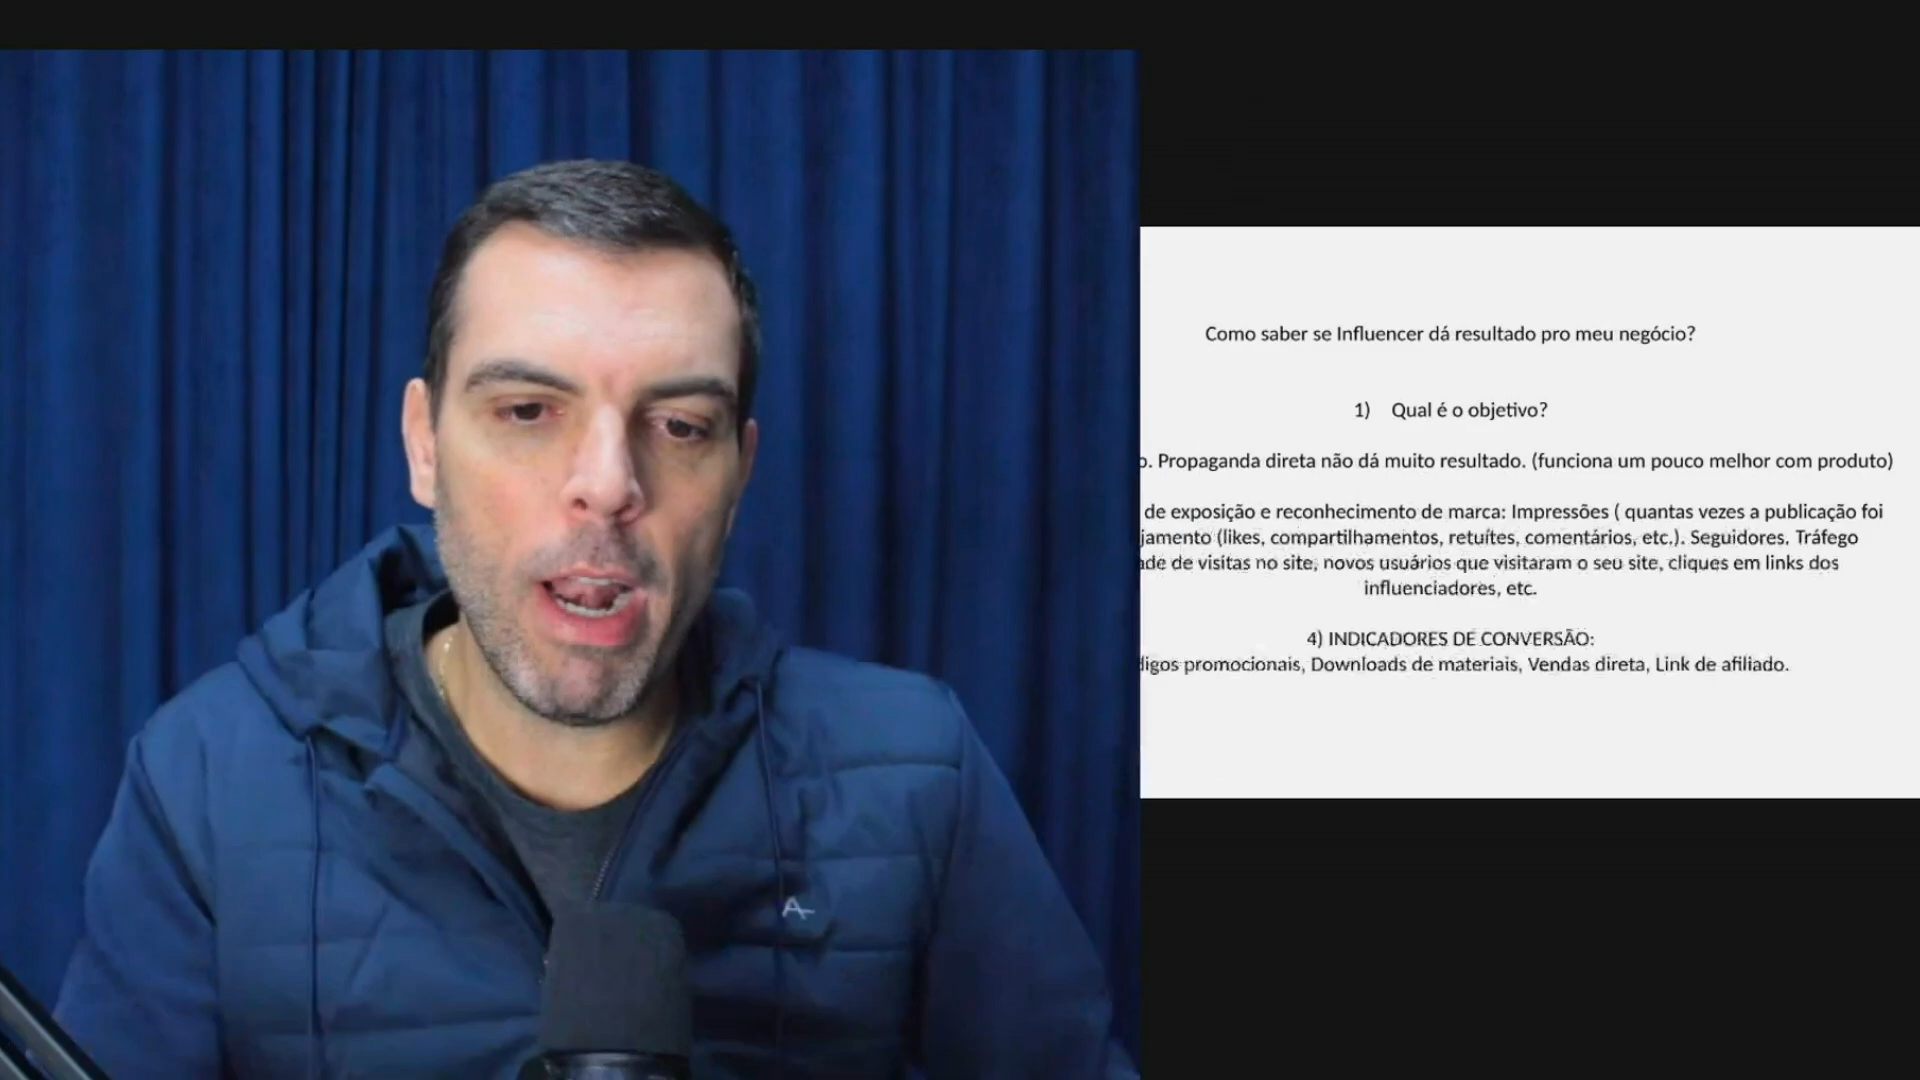 Como saber se Influencer dá resultado pro meu negócio?
1) Qual é o objetivo?
o. Propaganda direta não dá muito resultado. (funciona um pouco melhor com produto)
de exposição e reconhecimento de marca: Impressões ( quantas vezes a publicação foi
jamento (likes, compartilhamentos, retuítes, comentários, etc.). Seguidores. Tráfego
ade de visitas no site, novos usuários que visitaram o seu site, cliques em links dos
influenciadores, etc.
4) INDICADORES DE CONVERSÃO:
digos promocionais, Downloads de materiais, Vendas direta, Link de afiliado.